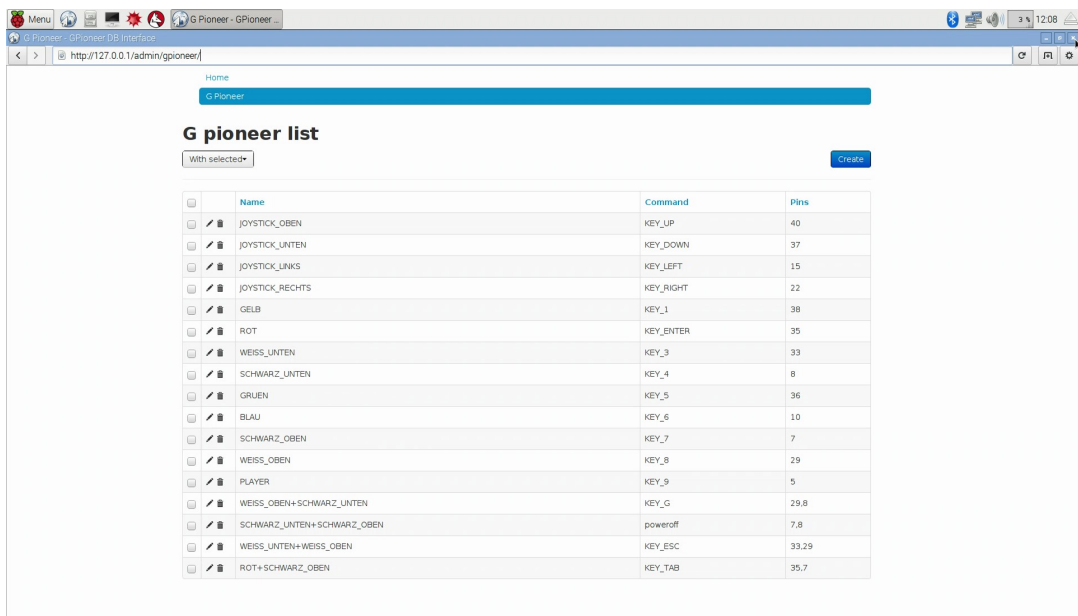 Menu G Pioneer - GPioneer ... 3 % 12:08
G Pioneer - GPioneer DB Interface
http://127.0.0.1/admin/gpioneer/
Home
G Pioneer
G pioneer list
With selected
Create
Name Command Pins
JOYSTICK_OBEN KEY_UP 40
JOYSTICK_UNTEN KEY_DOWN 37
JOYSTICK_LINKS KEY_LEFT 15
JOYSTICK_RECHTS KEY_RIGHT 22
GELB KEY_1 38
ROT KEY_ENTER 35
WEISS_UNTEN KEY_3 33
SCHWARZ_UNTEN KEY_4 8
GRUEN KEY_5 36
BLAU KEY_6 10
SCHWARZ_OBEN KEY_7 7
WEISS_OBEN KEY_8 29
PLAYER KEY_9 5
WEISS_OBEN+SCHWARZ_UNTEN KEY_G 29,8
SCHWARZ_UNTEN+SCHWARZ_OBEN poweroff 7,8
WEISS_UNTEN+WEISS_OBEN KEY_ESC 33,29
ROT+SCHWARZ_OBEN KEY_TAB 35,7